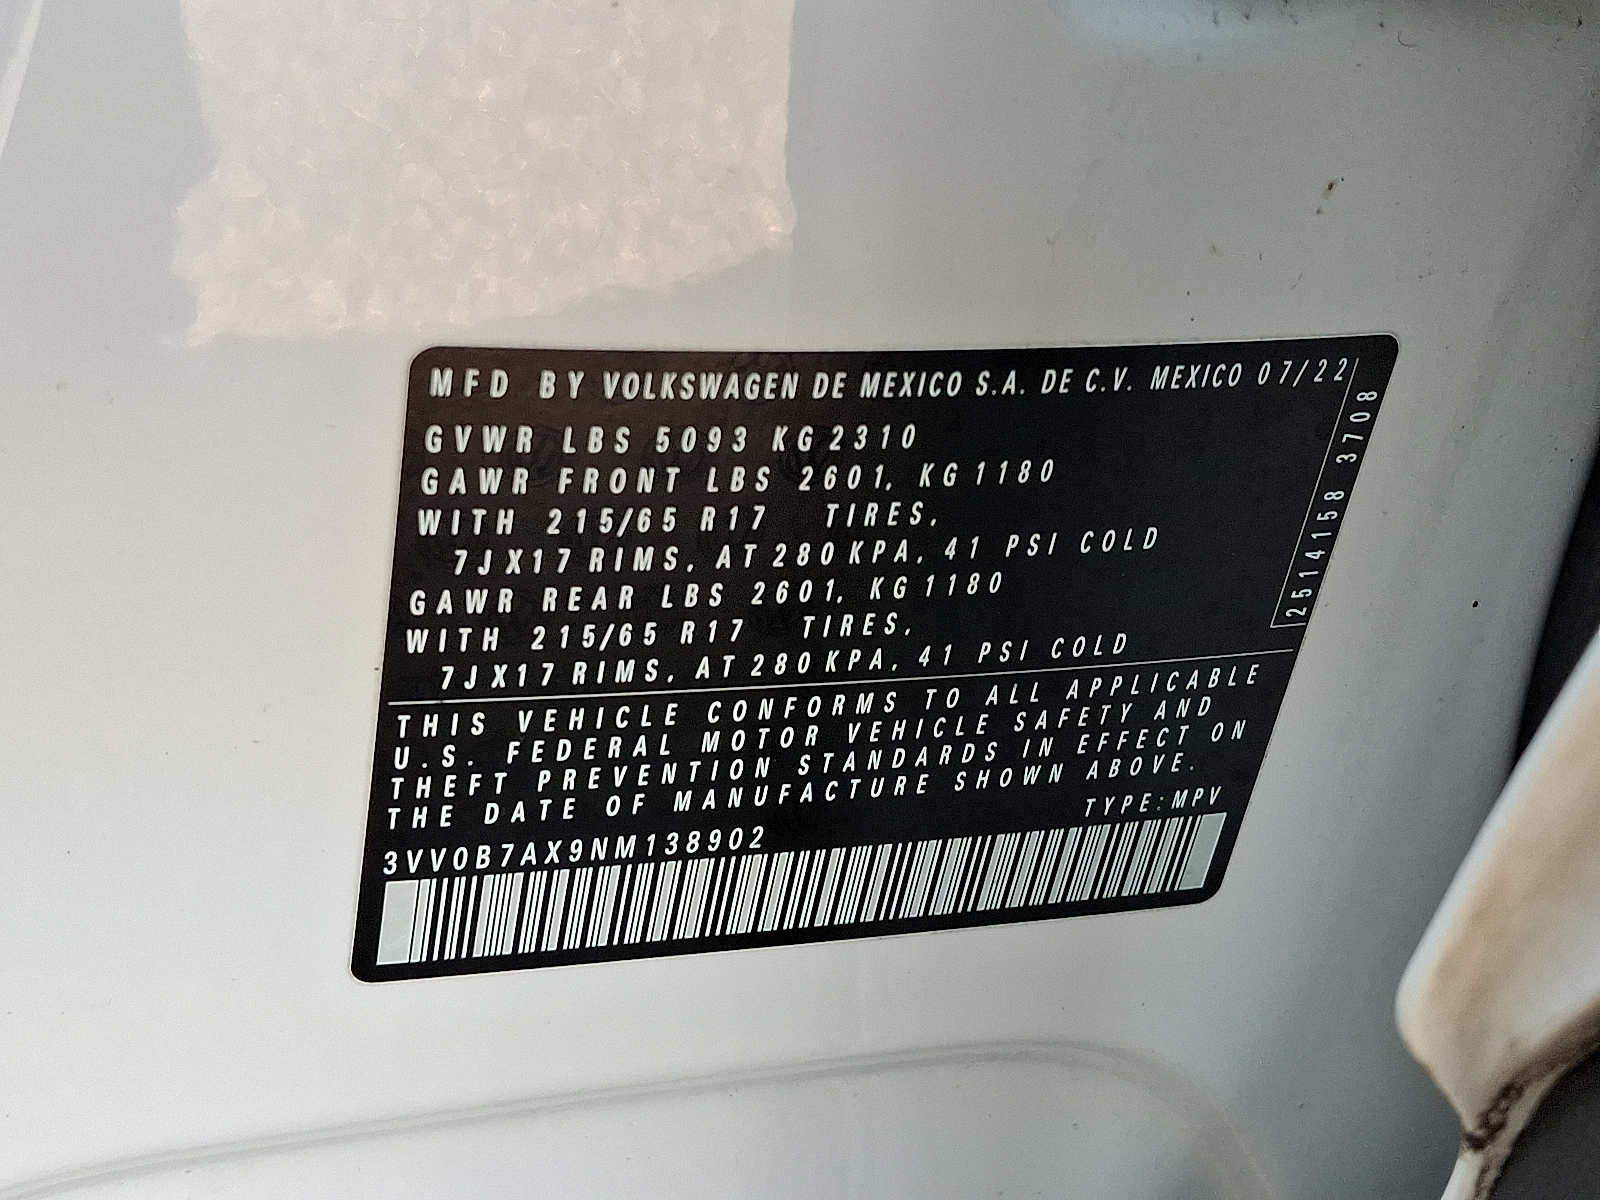 MFD BY VOLKSWAGEN DE MEXICO S.A. DE C.V. MEXICO 07/22
GVWR LBS 5093 KG 2310
GAWR FRONT LBS 2601, KG 1180
WITH 215/65 R17 TIRES,
7JX17 RIMS, AT 280 KPA, 41 PSI COLD
GAWR REAR LBS 2601, KG 1180
WITH 215/65 R17 TIRES,
7JX17 RIMS, AT 280 KPA, 41 PSI COLD
2514158 3708
THIS VEHICLE CONFORMS TO ALL APPLICABLE
U.S. FEDERAL MOTOR VEHICLE SAFETY AND
THEFT PREVENTION STANDARDS IN EFFECT ON
THE DATE OF MANUFACTURE SHOWN ABOVE.
TYPE: MPV
3VV0B7AX9NM138902